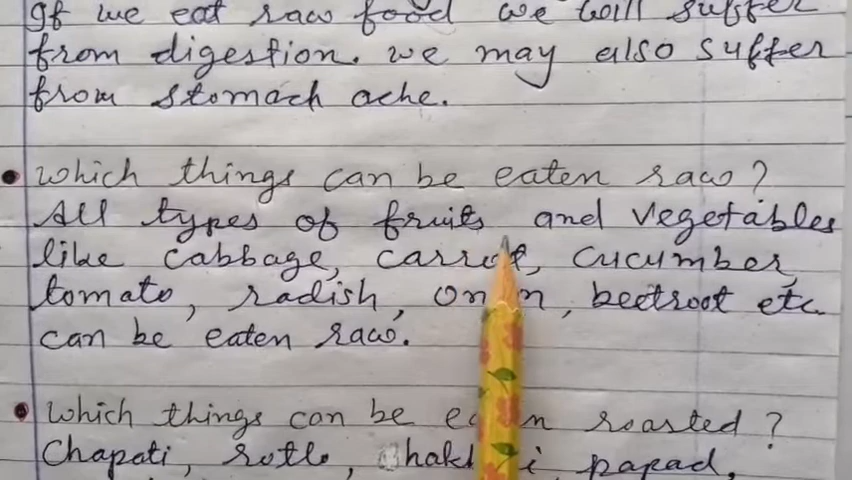 If we eat raw food we will suffer
from digestion. we may also suffer
from stomach ache.
Which things can be eaten raw?
All types of fruits and vegetables
like cabbage, carrot, cucumber,
tomato, radish, onion, beetroot etc.
can be eaten raw.
Which things can be eaten roasted?
Chapati, rotlo, papad,